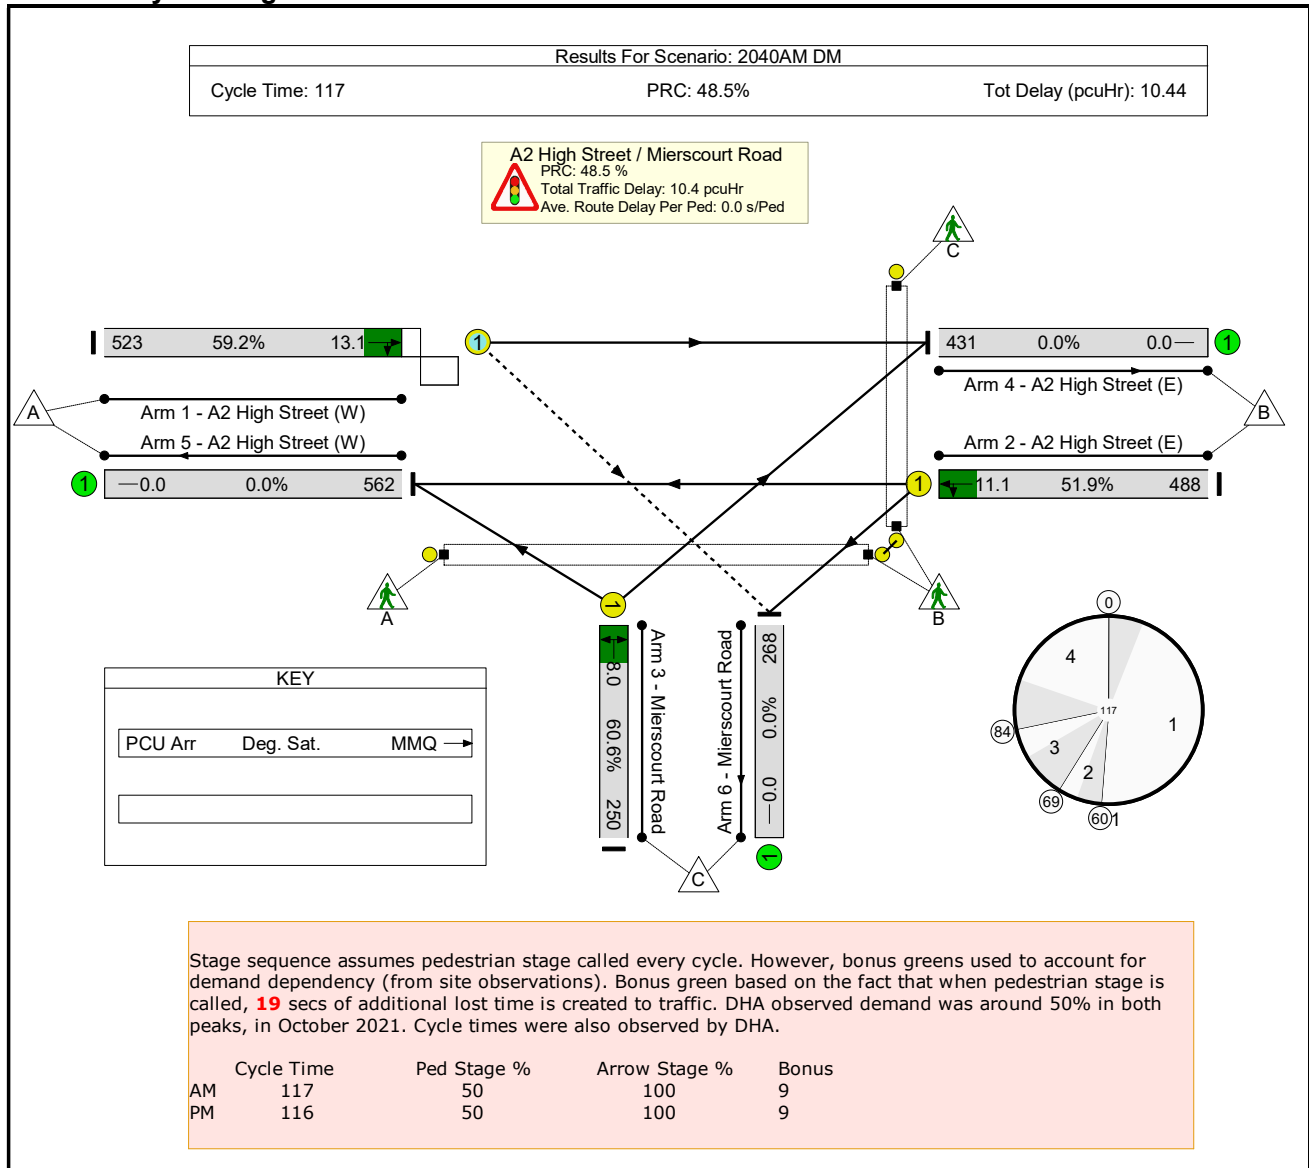 Results For Scenario: 2040AM DM
Cycle Time: 117 PRC: 48.5% Tot Delay (pcuHr): 10.44
A2 High Street / Mierscourt Road
PRC: 48.5 %
Total Traffic Delay: 10.4 pcuHr
Ave. Route Delay Per Ped: 0.0 s/Ped
C
523 59.2% 13.1
1
431 0.0% 0.0
1
Arm 4 - A2 High Street (E)
A
Arm 1 - A2 High Street (W)
B
Arm 5 - A2 High Street (W)
Arm 2 - A2 High Street (E)
1
0.0 0.0% 562
1
11.1 51.9% 488
A
B
1
8.0 60.6% 250
Arm 3 - Mierscourt Road
Arm 6 - Mierscourt Road
268 0.0% 0.0
1
C
0
4
117
1
84
3
2
69
60
1
KEY
PCU Arr Deg. Sat. MMQ
Stage sequence assumes pedestrian stage called every cycle. However, bonus greens used to account for
demand dependency (from site observations). Bonus green based on the fact that when pedestrian stage is
called, 19 secs of additional lost time is created to traffic. DHA observed demand was around 50% in both
peaks, in October 2021. Cycle times were also observed by DHA.
Cycle Time Ped Stage % Arrow Stage % Bonus
AM 117 50 100 9
PM 116 50 100 9